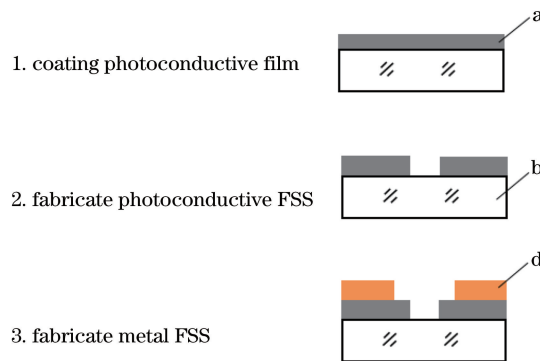 a
1. coating photoconductive film
b
2. fabricate photoconductive FSS
d
3. fabricate metal FSS